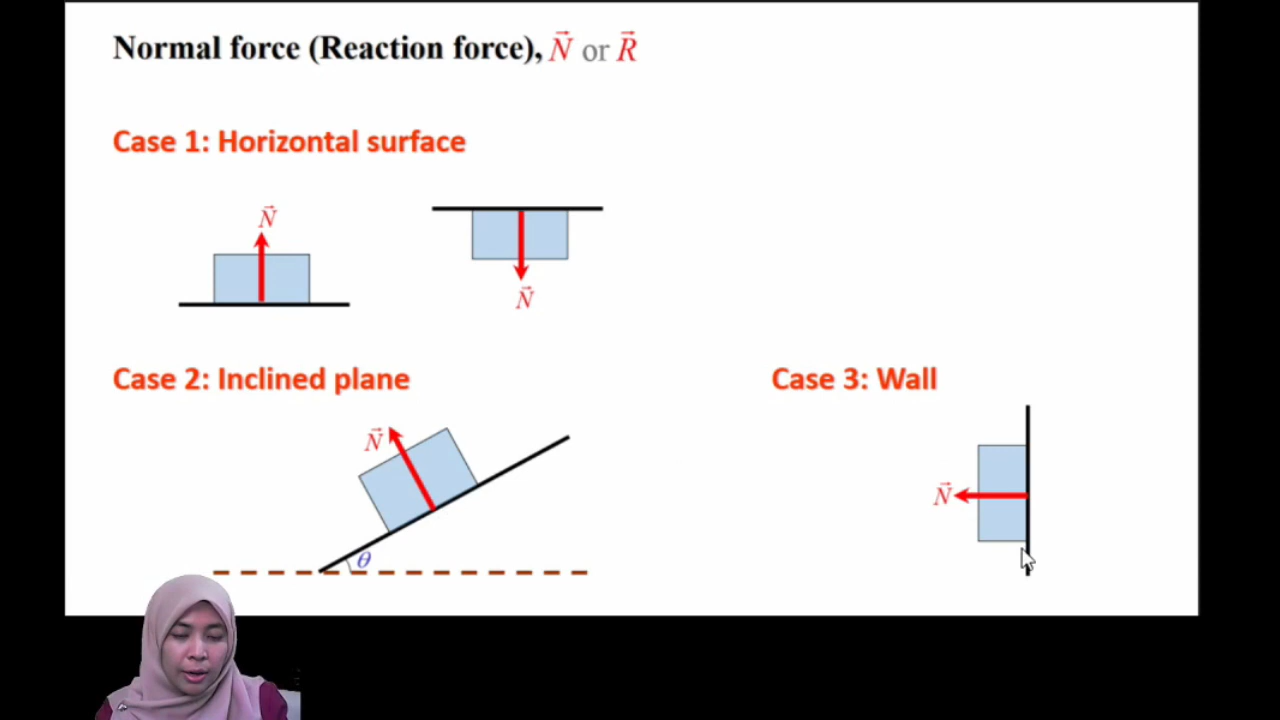 Normal force (Reaction force), N⃗ or R⃗
Case 1: Horizontal surface
N⃗
N⃗
Case 2: Inclined plane
Case 3: Wall
N⃗
N⃗
θ